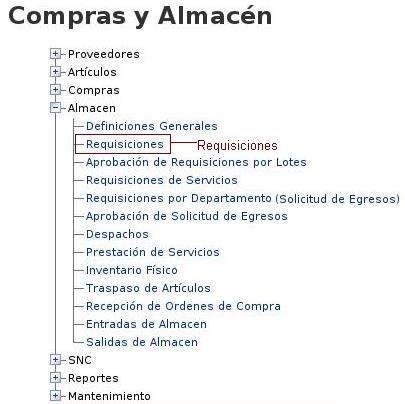 Compras y Almacén
Proveedores
Artículos
Compras
Almacen
Definiciones Generales
Requisiciones Requisiciones
Aprobación de Requisiciones por Lotes
Requisiciones de Servicios
Requisiciones por Departamento (Solicitud de Egresos)
Aprobación de Solicitud de Egresos
Despachos
Prestación de Servicios
Inventario Físico
Traspaso de Artículos
Recepción de Ordenes de Compra
Entradas de Almacen
Salidas de Almacen
SNC
Reportes
Mantenimiento